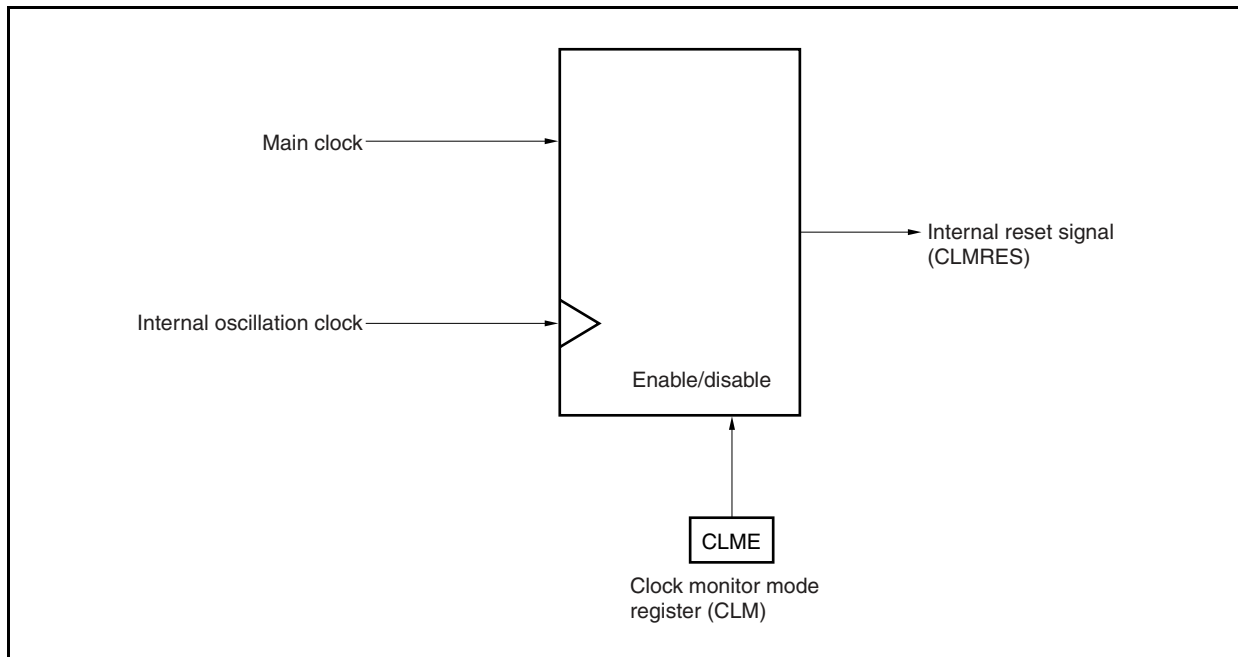 Main clock
Internal reset signal
(CLMRES)
Internal oscillation clock
Enable/disable
CLME
Clock monitor mode
register (CLM)